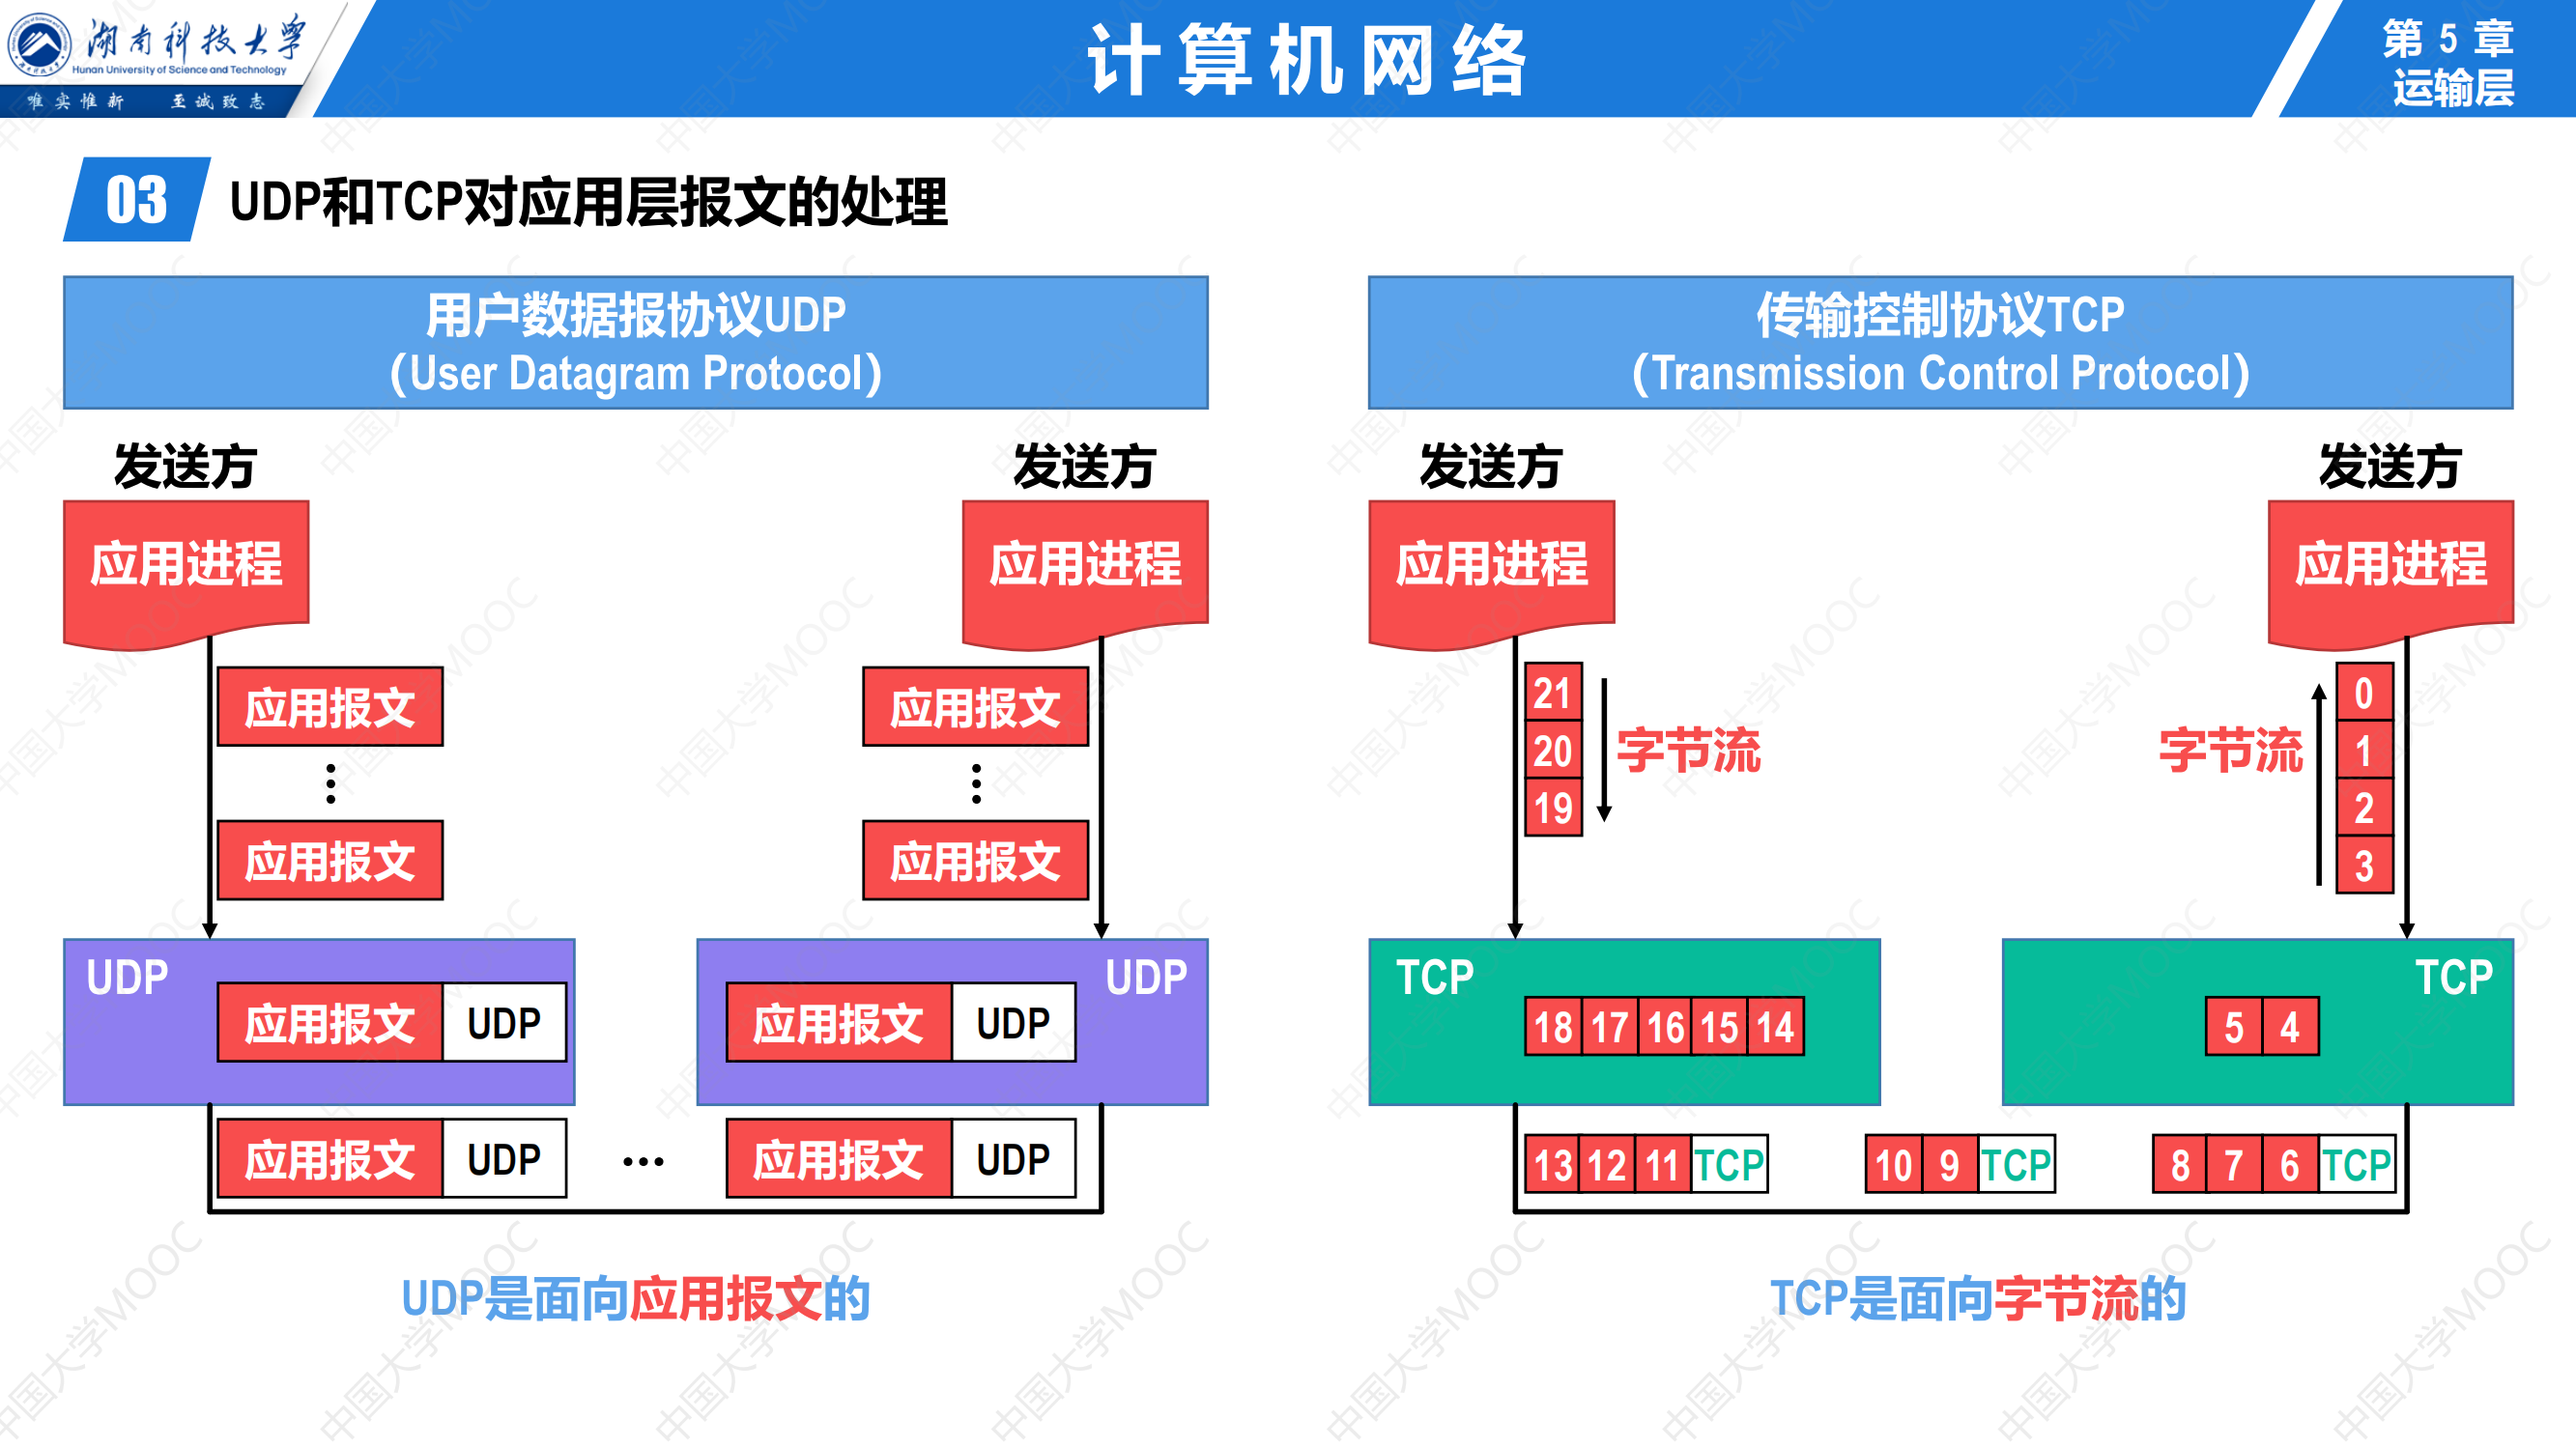 湖南科技大学
Hunan University of Science and Technology
唯实惟新 至诚致志
计算机网络
第 5 章
运输层
03 UDP和TCP对应用层报文的处理
用户数据报协议UDP
（User Datagram Protocol）
传输控制协议TCP
（Transmission Control Protocol）
发送方 发送方 发送方 发送方
应用进程 应用进程 应用进程 应用进程
应用报文 应用报文
应用报文 应用报文
21
20
19
字节流
字节流
0
1
2
3
UDP
应用报文 UDP
UDP
应用报文 UDP
TCP
18 17 16 15 14
TCP
5 4
应用报文 UDP … 应用报文 UDP
13 12 11 TCP 10 9 TCP 8 7 6 TCP
UDP是面向应用报文的
TCP是面向字节流的
中国大学MOOC